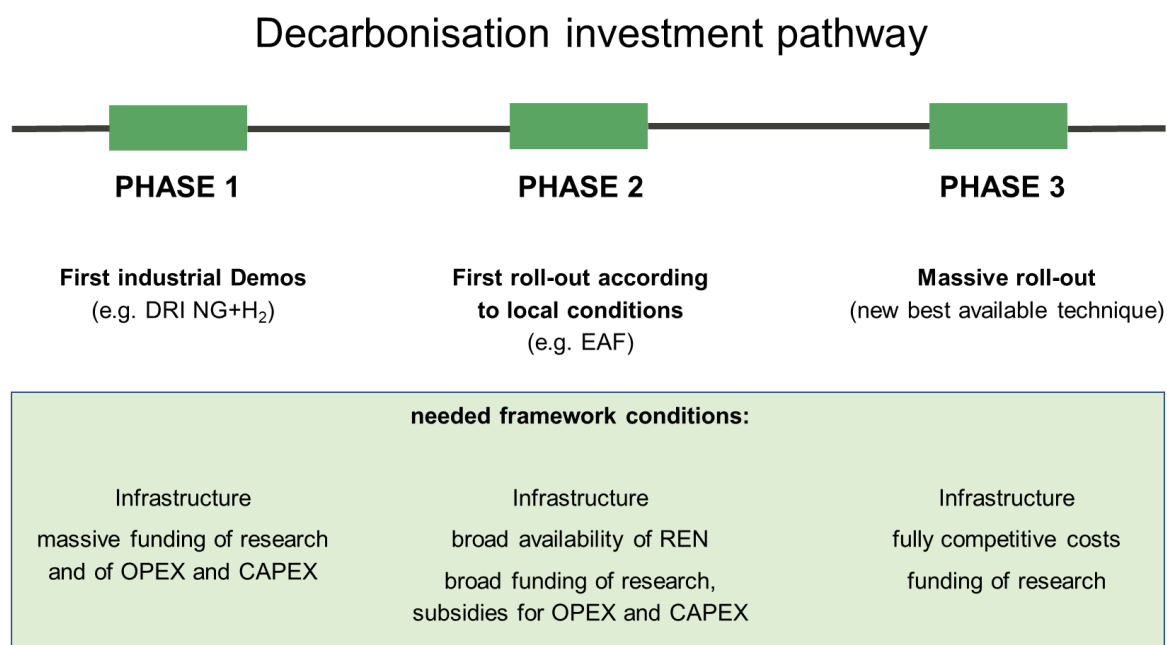 Decarbonisation investment pathway
PHASE 1
First industrial Demos
(e.g. DRI NG+H₂)
PHASE 2
First roll-out according
to local conditions
(e.g. EAF)
PHASE 3
Massive roll-out
(new best available technique)
needed framework conditions:
Infrastructure
massive funding of research
and of OPEX and CAPEX
Infrastructure
broad availability of REN
broad funding of research,
subsidies for OPEX and CAPEX
Infrastructure
fully competitive costs
funding of research